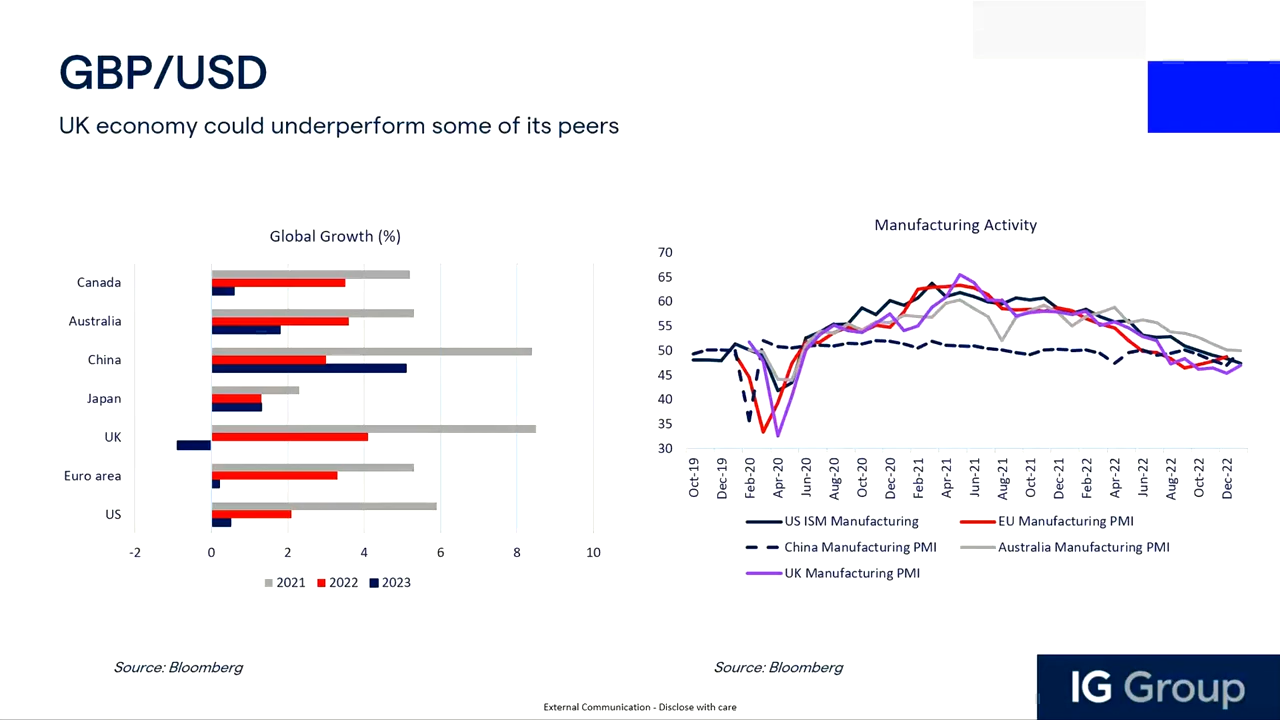 GBP/USD
UK economy could underperform some of its peers
Global Growth (%)
Canada
Australia
China
Japan
UK
Euro area
US
-2 0 2 4 6 8 10
2021 2022 2023
Source: Bloomberg
Manufacturing Activity
70
65
60
55
50
45
40
35
30
Oct-19 Dec-19 Feb-20 Apr-20 Jun-20 Aug-20 Oct-20 Dec-20 Feb-21 Apr-21 Jun-21 Aug-21 Oct-21 Dec-21 Feb-22 Apr-22 Jun-22 Aug-22 Oct-22 Dec-22
US ISM Manufacturing EU Manufacturing PMI
China Manufacturing PMI Australia Manufacturing PMI
UK Manufacturing PMI
Source: Bloomberg
IG Group
External Communication - Disclose with care